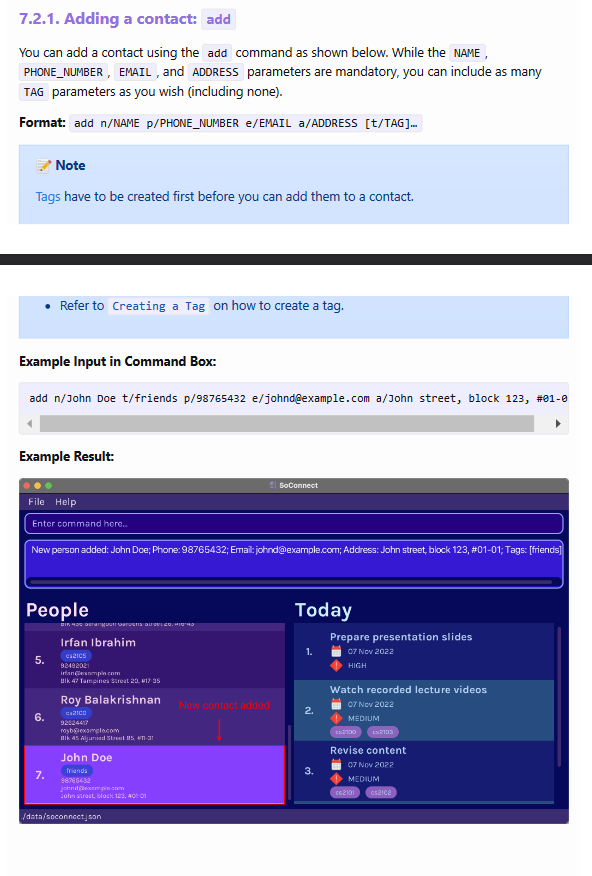 7.2.1. Adding a contact: add
You can add a contact using the add command as shown below. While the NAME,
PHONE_NUMBER, EMAIL, and ADDRESS parameters are mandatory, you can include as many
TAG parameters as you wish (including none).
Format: add n/NAME p/PHONE_NUMBER e/EMAIL a/ADDRESS [t/TAG]…
📝 Note
Tags have to be created first before you can add them to a contact.
• Refer to Creating a Tag on how to create a tag.
Example Input in Command Box:
add n/John Doe t/friends p/98765432 e/johnd@example.com a/John street, block 123, #01-0
Example Result:
SoConnect
File Help
Enter command here...
New person added: John Doe; Phone: 98765432; Email: johnd@example.com; Address: John street, block 123, #01-01; Tags: [friends]
People
Blk 436 Serangoon Gardens Street 26, #16-43
5. Irfan Ibrahim
cs2105
92492021
irfan@example.com
Blk 47 Tampines Street 20, #17-35
6. Roy Balakrishnan
cs2100
92624417
royb@example.com
Blk 45 Aljunied Street 85, #11-31
New contact added
7. John Doe
friends
98765432
johnd@example.com
John street, block 123, #01-01
Today
1. Prepare presentation slides
07 Nov 2022
HIGH
2. Watch recorded lecture videos
07 Nov 2022
MEDIUM
cs2100 cs2103
3. Revise content
07 Nov 2022
MEDIUM
cs2101 cs2102
/data/soconnect.json